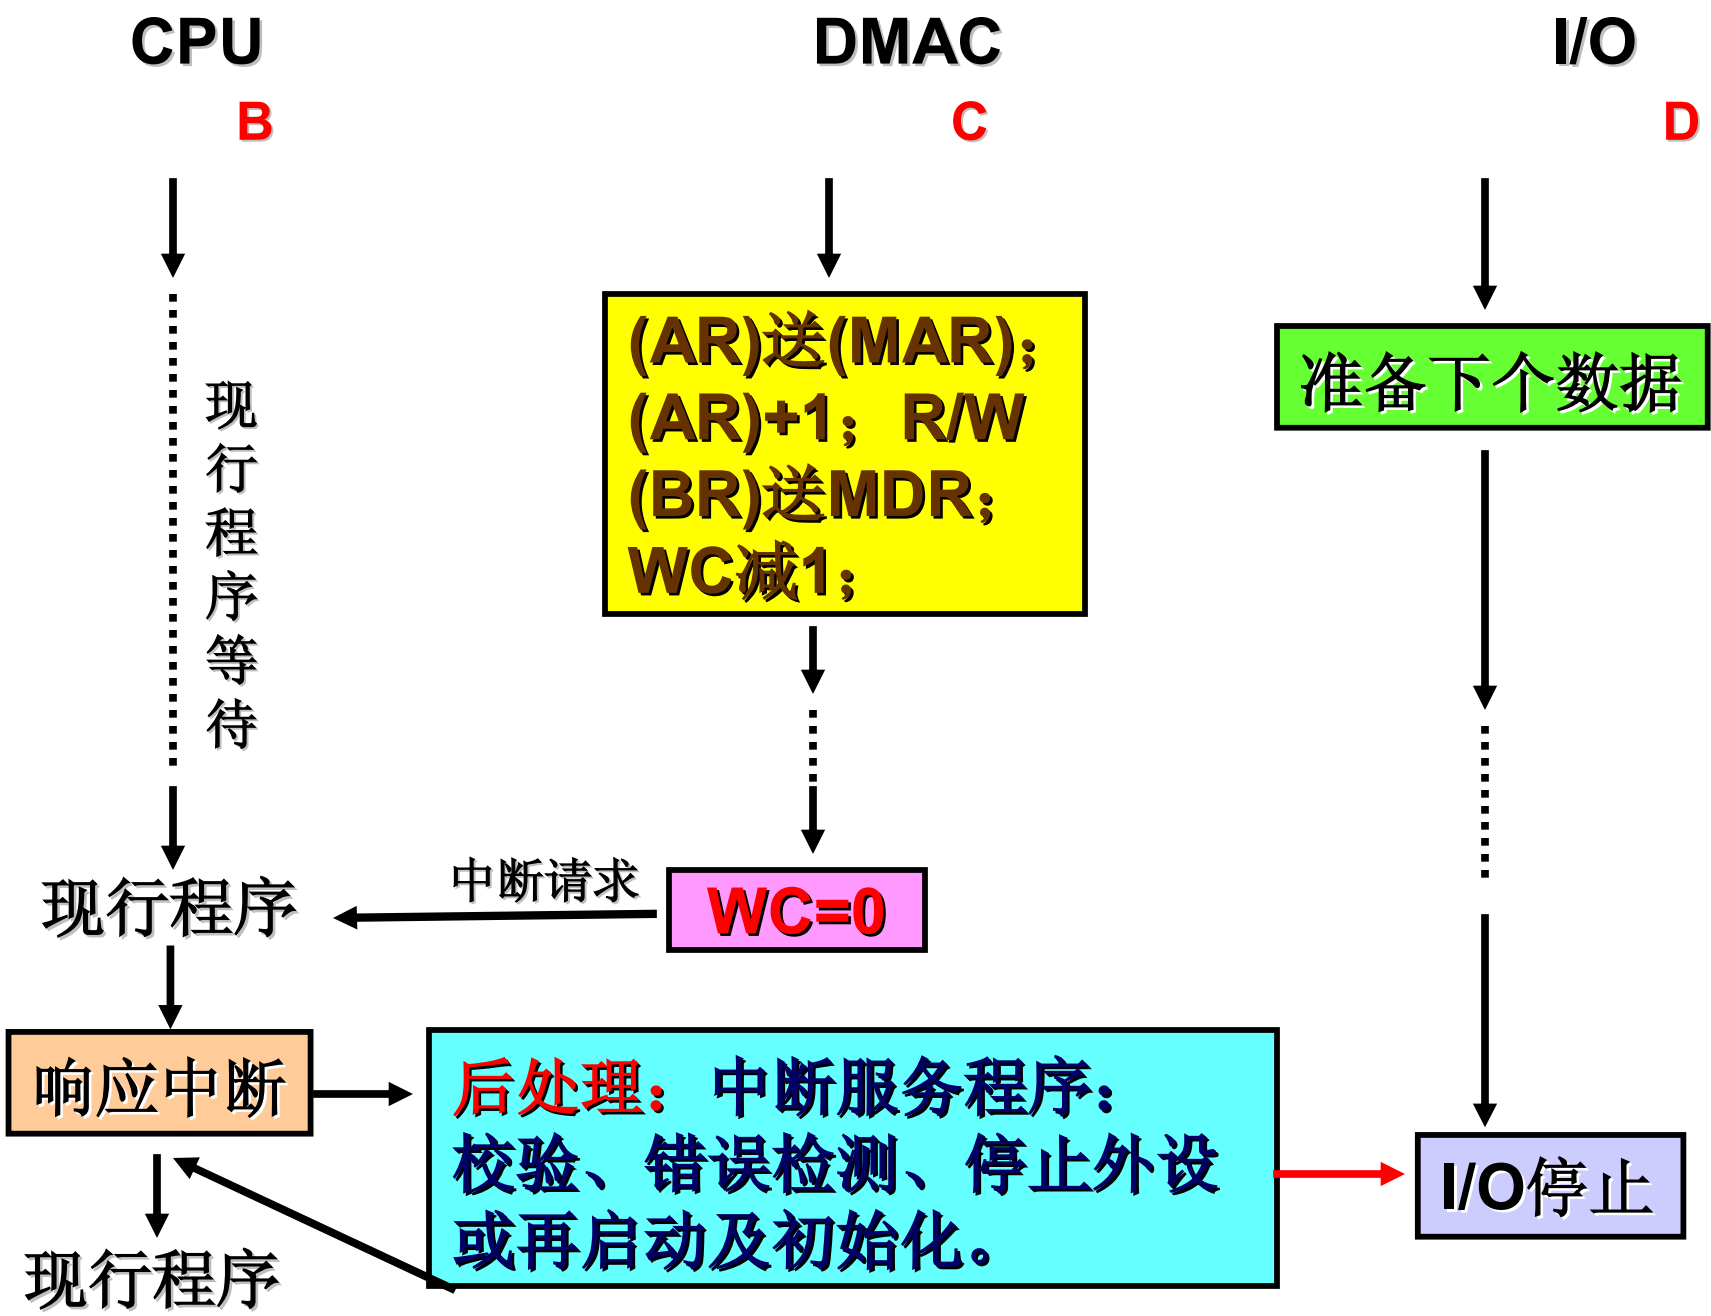 CPU
DMAC
I/O
B
C
D
现行程序等待
(AR)送(MAR)；
(AR)+1；R/W
(BR)送MDR；
WC减1；
准备下个数据
现行程序
中断请求
WC=0
响应中断
后处理：中断服务程序：
校验、错误检测、停止外设
或再启动及初始化。
I/O停止
现行程序